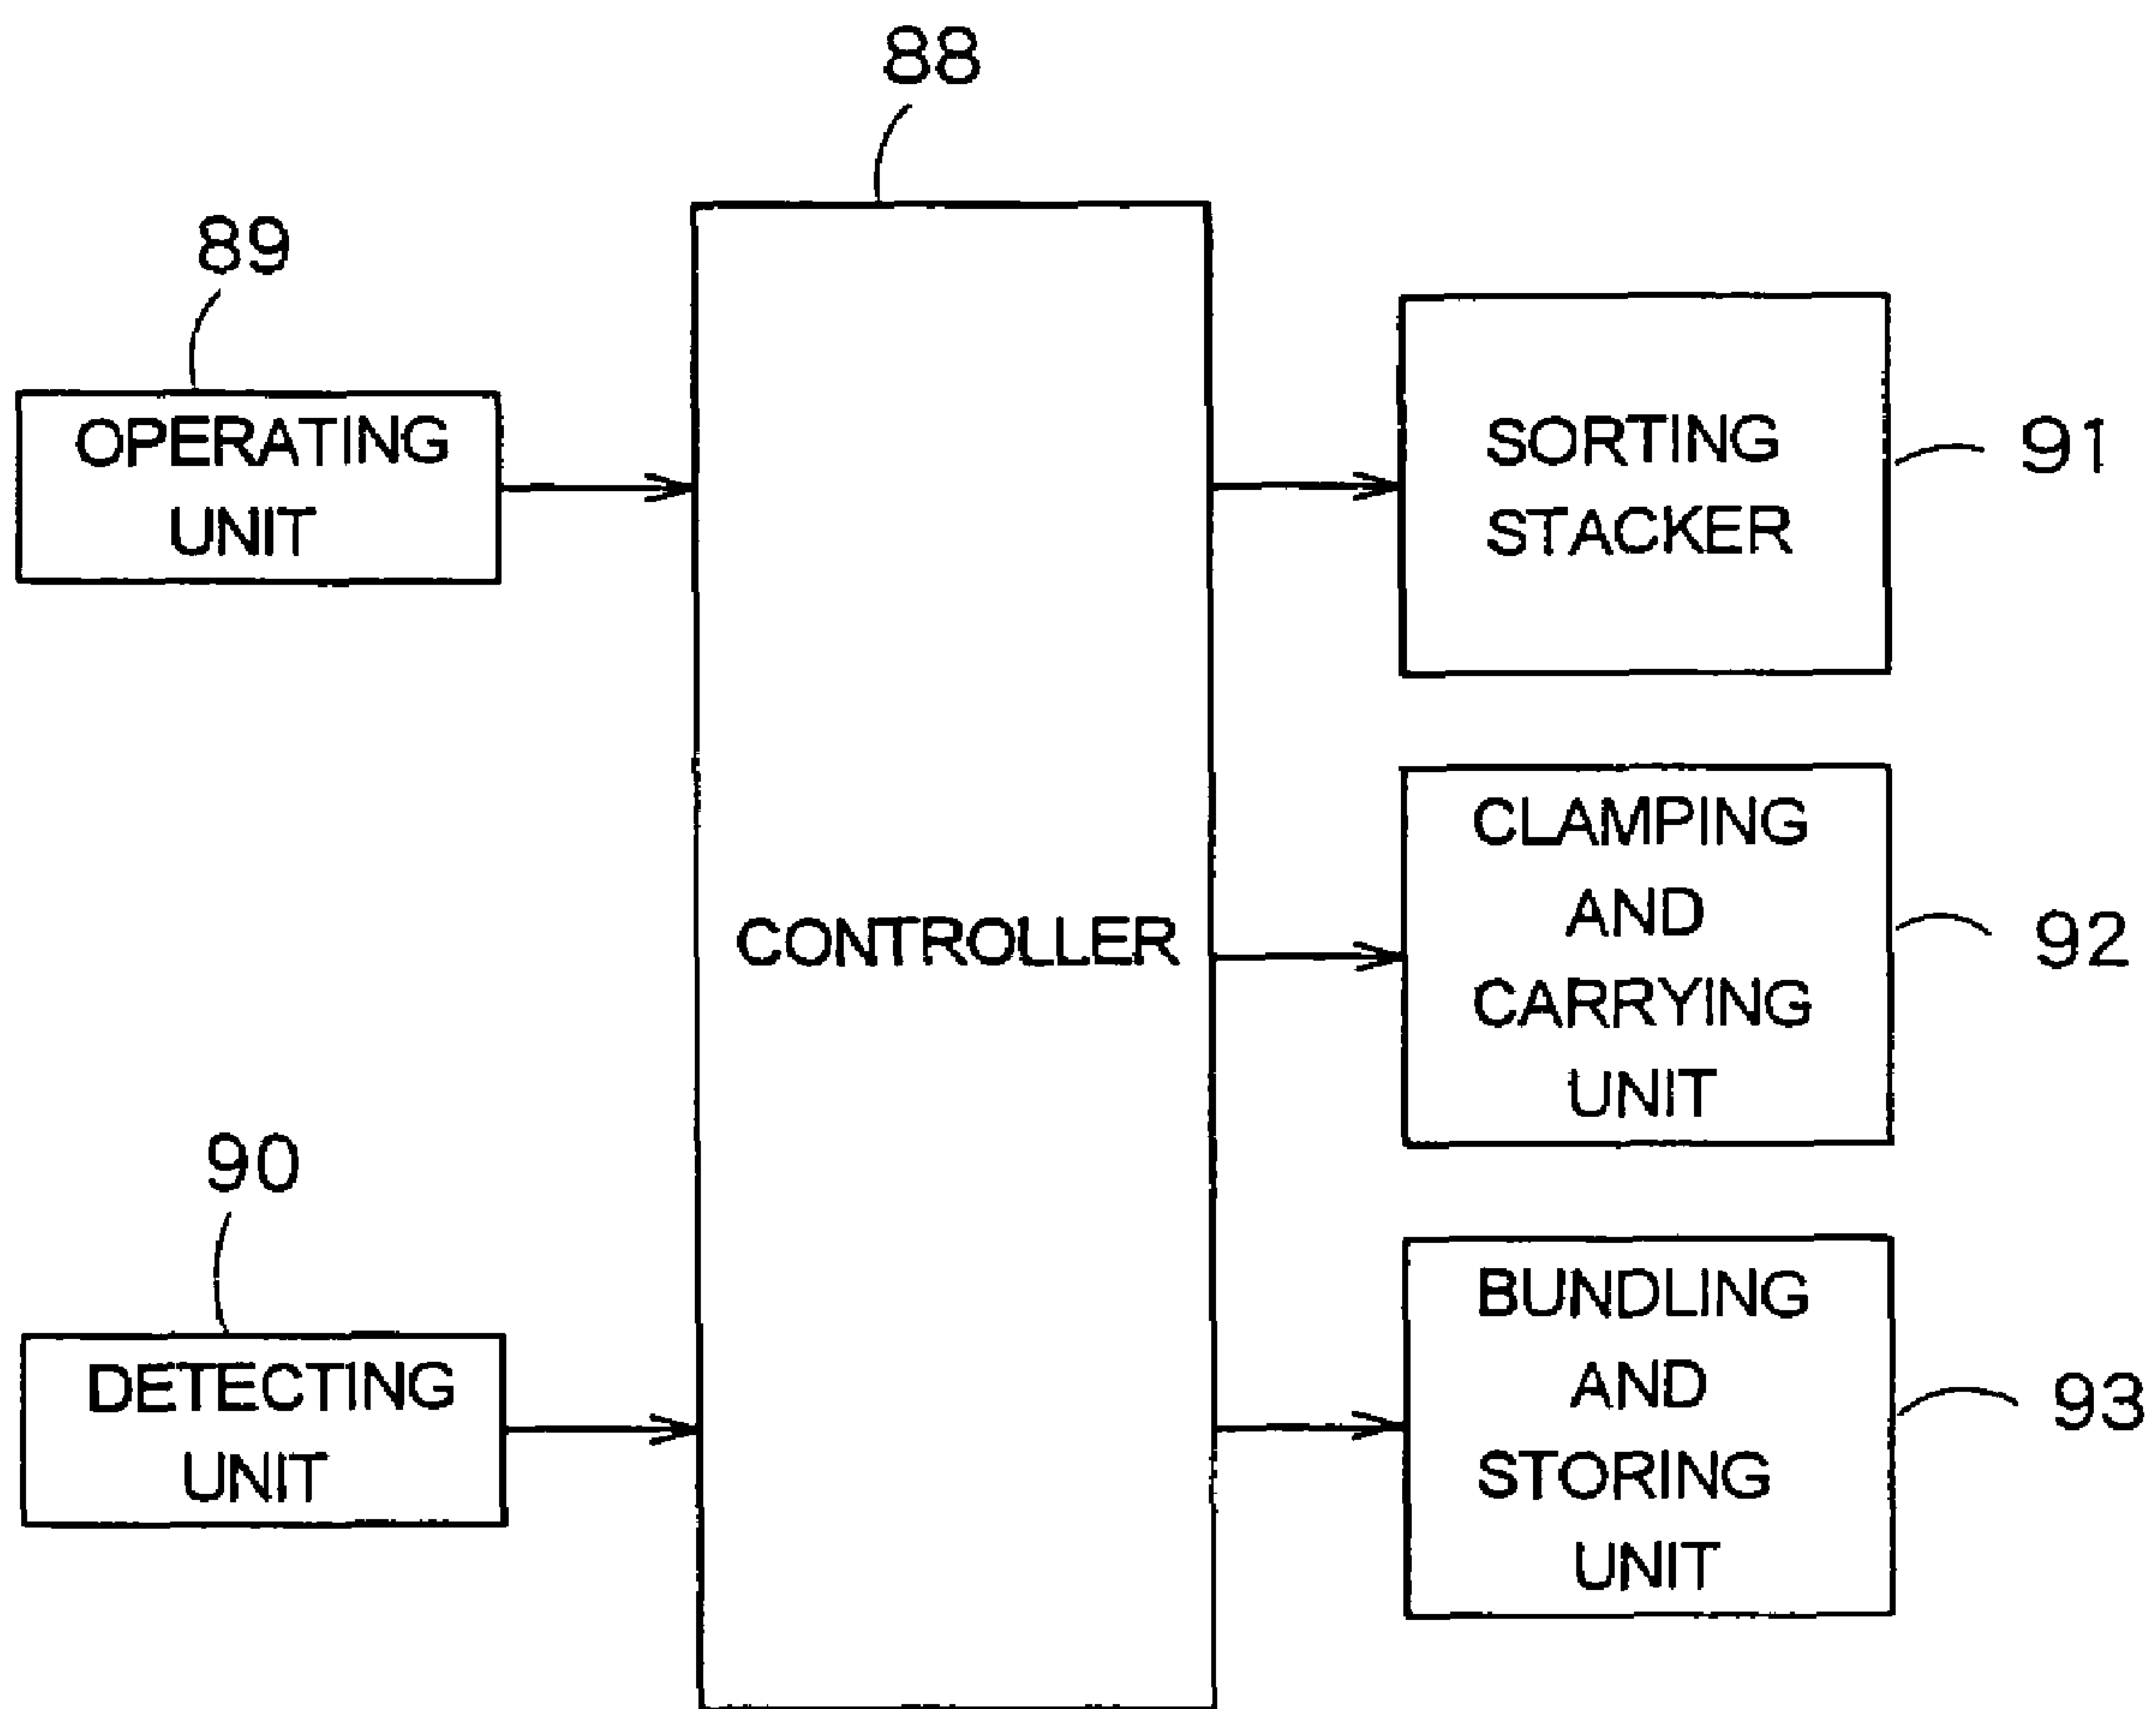 88
89
OPERATING
UNIT
90
DETECTING
UNIT
CONTROLLER
SORTING
STACKER
91
CLAMPING
AND
CARRYING
UNIT
92
BUNDLING
AND
STORING
UNIT
93